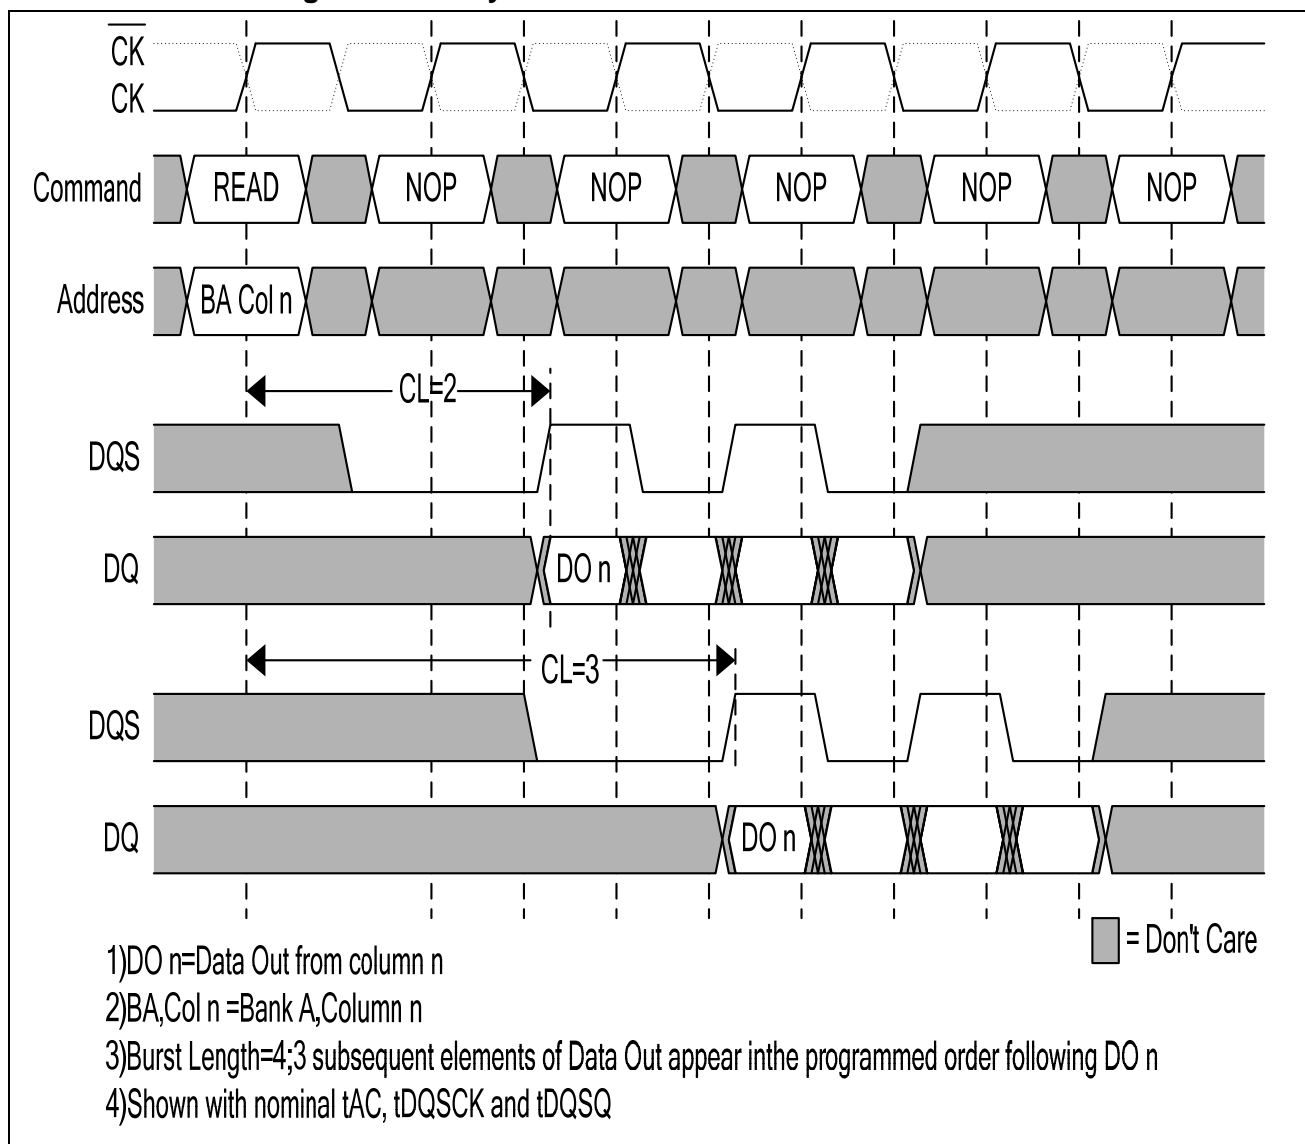 CK
CK
Command READ NOP NOP NOP NOP NOP
Address BA Col n
CL=2
DQS
DQ DO n
CL=3
DQS
DQ DO n
= Don't Care
1)DO n=Data Out from column n
2)BA,Col n =Bank A,Column n
3)Burst Length=4;3 subsequent elements of Data Out appear inthe programmed order following DO n
4)Shown with nominal tAC, tDQSCK and tDQSQ